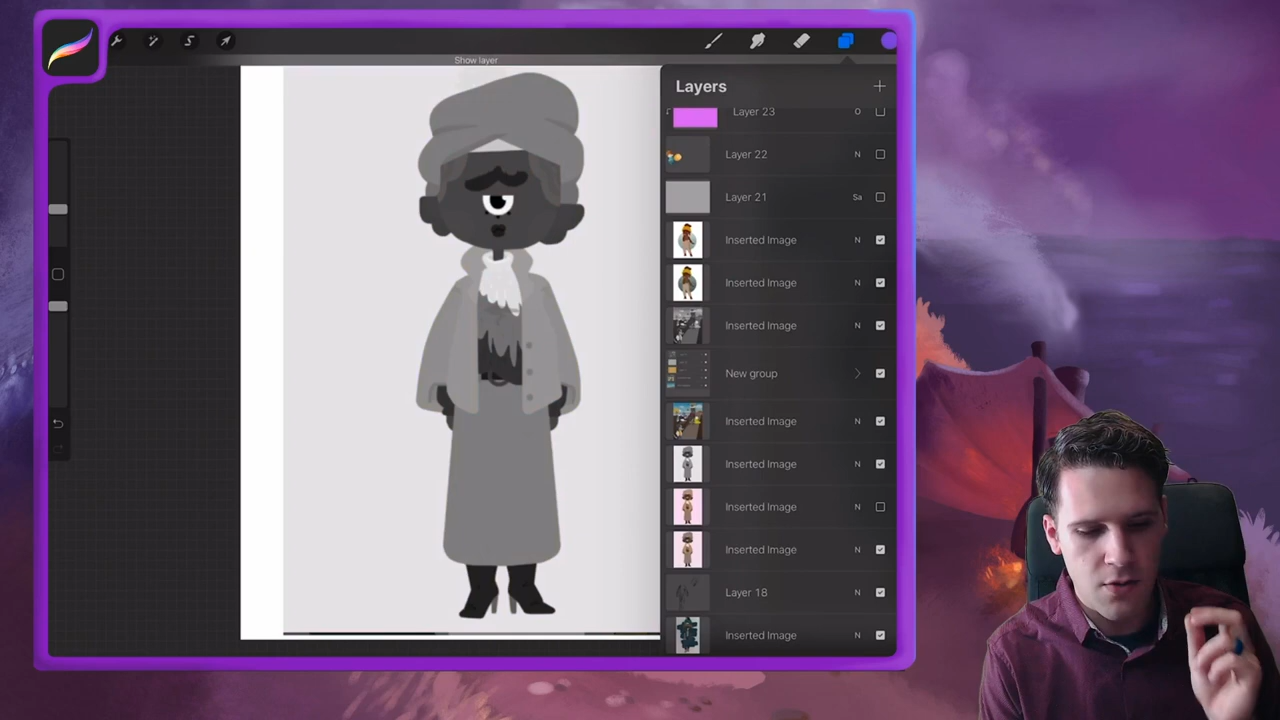 Show layer
Layers
Layer 23 O
Layer 22 N
Layer 21 Sa
Inserted Image N
Inserted Image N
Inserted Image N
New group
Inserted Image N
Inserted Image N
Inserted Image N
Inserted Image N
Layer 18 N
Inserted Image N